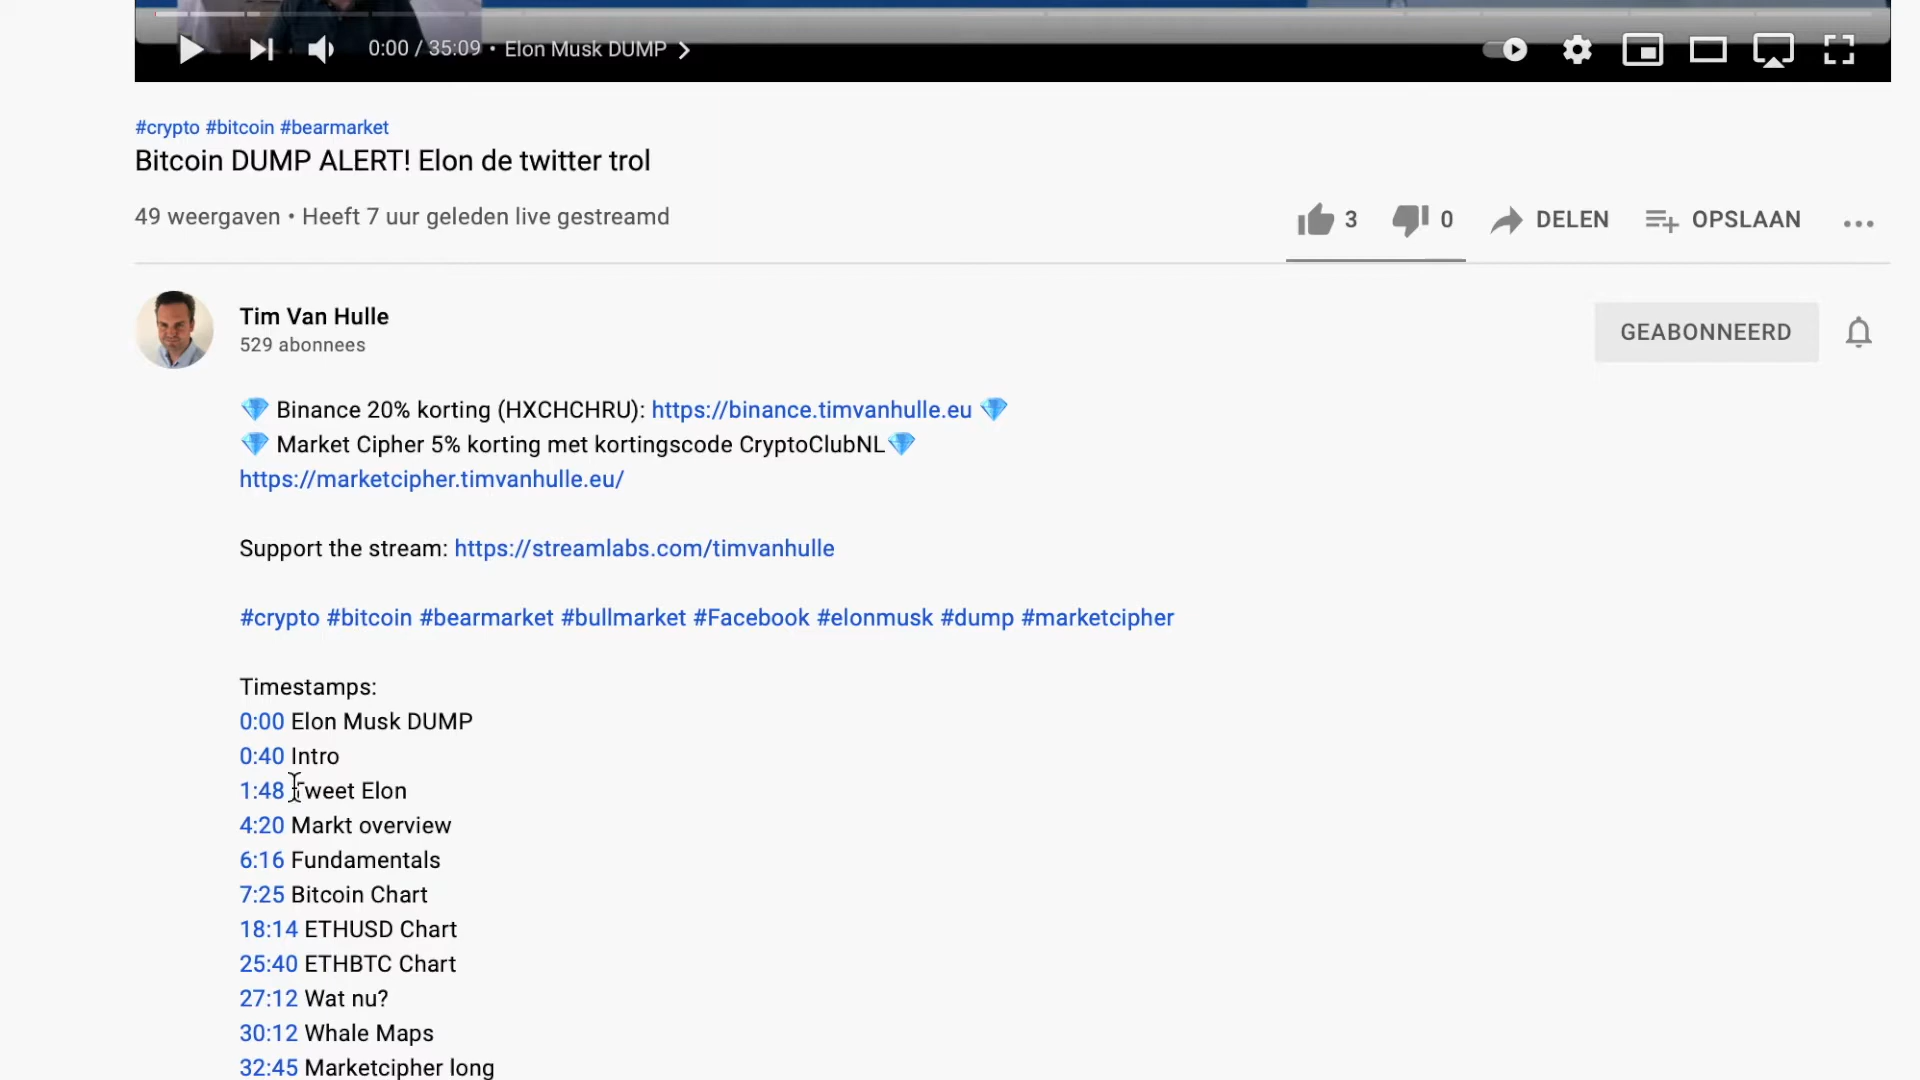 0:00 / 35:09 • Elon Musk DUMP
#crypto #bitcoin #bearmarket
Bitcoin DUMP ALERT! Elon de twitter trol
49 weergaven • Heeft 7 uur geleden live gestreamd
3 0 DELEN OPSLAAN
Tim Van Hulle
529 abonnees
GEABONNEERD
💎 Binance 20% korting (HXCHCHRU): https://binance.timvanhulle.eu 💎
💎 Market Cipher 5% korting met kortingscode CryptoClubNL💎
https://marketcipher.timvanhulle.eu/
Support the stream: https://streamlabs.com/timvanhulle
#crypto #bitcoin #bearmarket #bullmarket #Facebook #elonmusk #dump #marketcipher
Timestamps:
0:00 Elon Musk DUMP
0:40 Intro
1:48 Tweet Elon
4:20 Markt overview
6:16 Fundamentals
7:25 Bitcoin Chart
18:14 ETHUSD Chart
25:40 ETHBTC Chart
27:12 Wat nu?
30:12 Whale Maps
32:45 Marketcipher long